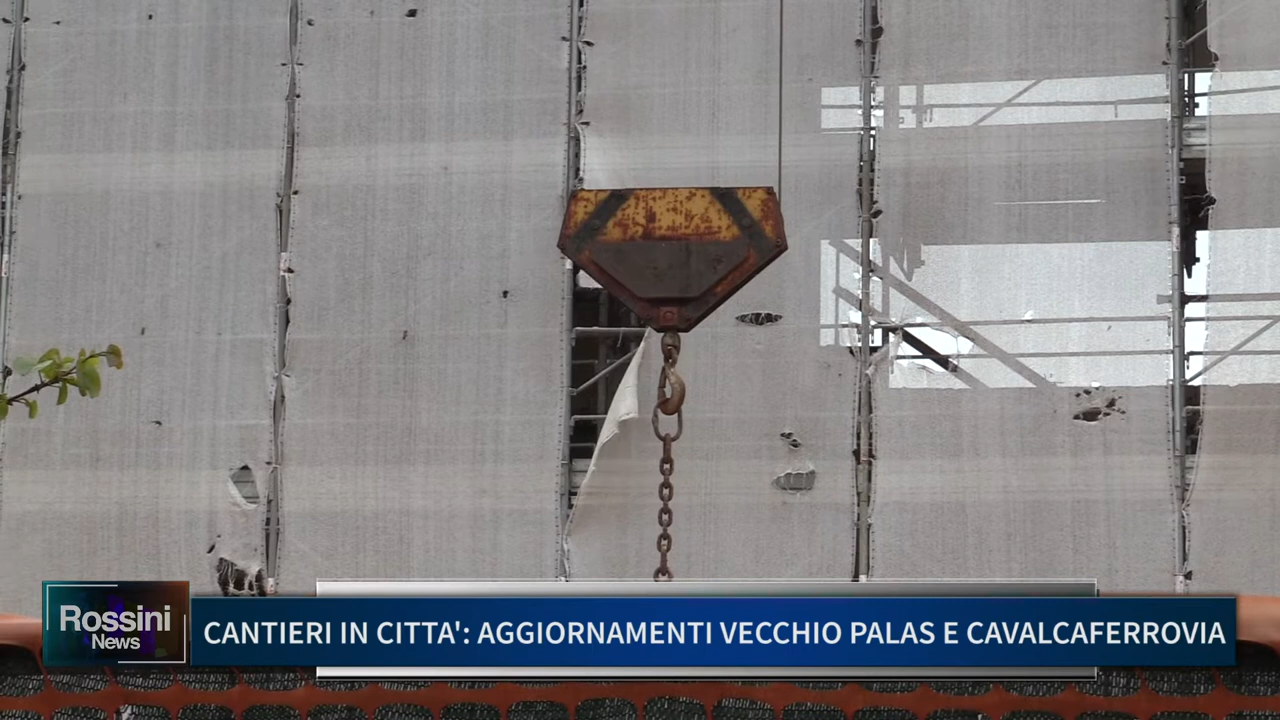 Rossini
News
CANTIERI IN CITTA': AGGIORNAMENTI VECCHIO PALAS E CAVALCAFERROVIA